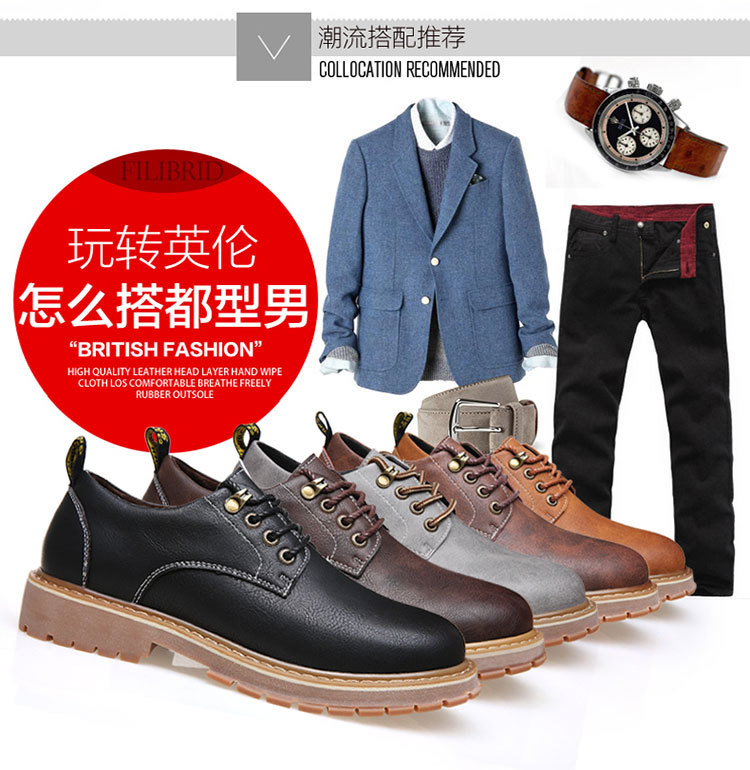 潮流搭配推荐
COLLOCATION RECOMMENDED
FILIBRID
玩转英伦
怎么搭都型男
“BRITISH FASHION”
HIGH QUALITY LEATHER HEAD LAYER HAND WIPE
CLOTH LOS COMFORTABLE BREATHE FREELY
RUBBER OUTSOLE